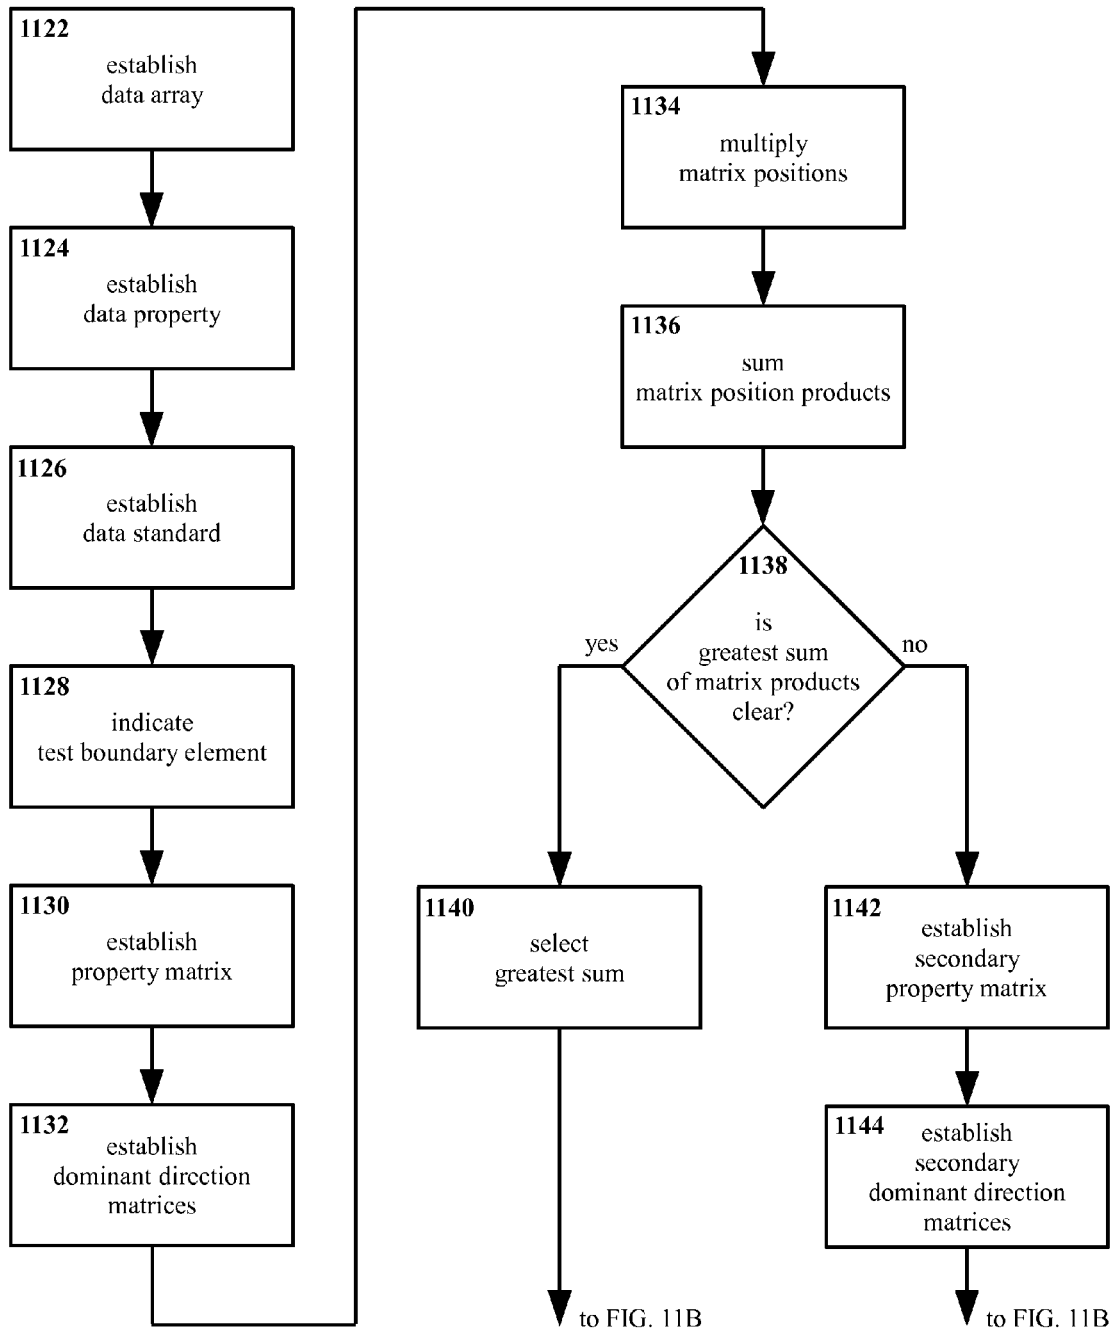 1122
establish
data array
1124
establish
data property
1126
establish
data standard
1128
indicate
test boundary element
1130
establish
property matrix
1132
establish
dominant direction
matrices
1134
multiply
matrix positions
1136
sum
matrix position products
1138
is
greatest sum
of matrix products
clear?
yes
no
1140
select
greatest sum
to FIG. 11B
1142
establish
secondary
property matrix
1144
establish
secondary
dominant direction
matrices
to FIG. 11B